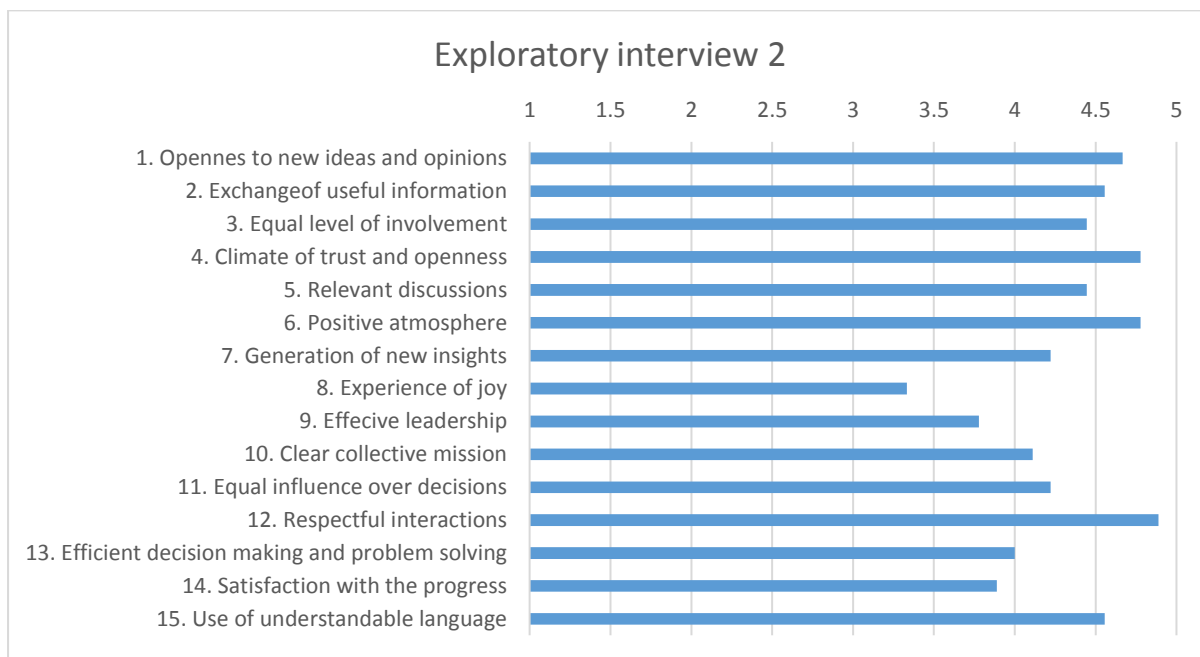 Exploratory interview 2
1 1.5 2 2.5 3 3.5 4 4.5 5
1. Opennes to new ideas and opinions
2. Exchangeof useful information
3. Equal level of involvement
4. Climate of trust and openness
5. Relevant discussions
6. Positive atmosphere
7. Generation of new insights
8. Experience of joy
9. Effecive leadership
10. Clear collective mission
11. Equal influence over decisions
12. Respectful interactions
13. Efficient decision making and problem solving
14. Satisfaction with the progress
15. Use of understandable language